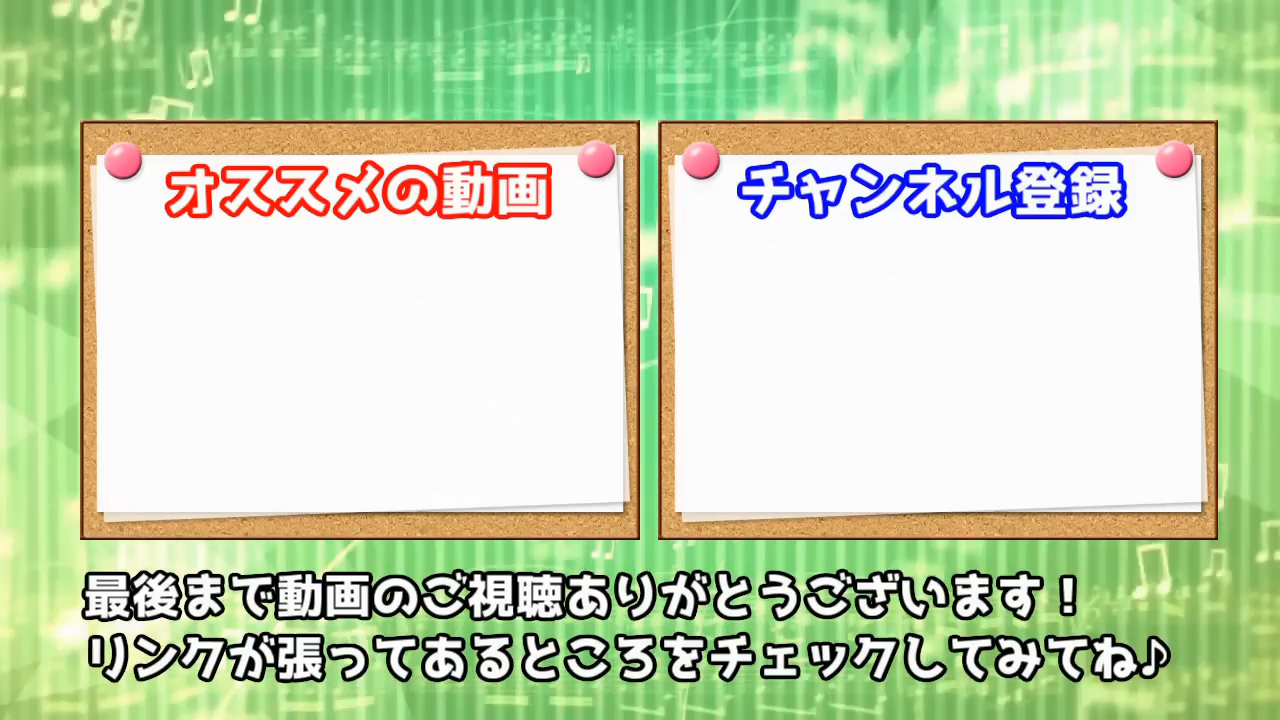 オススメの動画
チャンネル登録
最後まで動画のご視聴ありがとうございます！
リンクが張ってあるところをチェックしてみてね♪